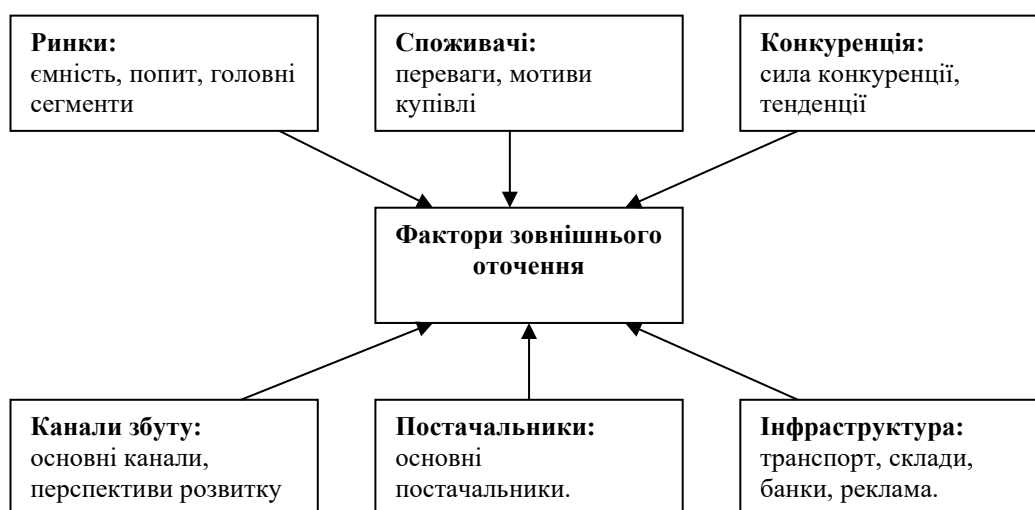 Ринки:
ємність, попит, головні
сегменти
Споживачі:
переваги, мотиви
купівлі
Конкуренція:
сила конкуренції,
тенденції
Фактори зовнішнього
оточення
Канали збуту:
основні канали,
перспективи розвитку
Постачальники:
основні
постачальники.
Інфраструктура:
транспорт, склади,
банки, реклама.